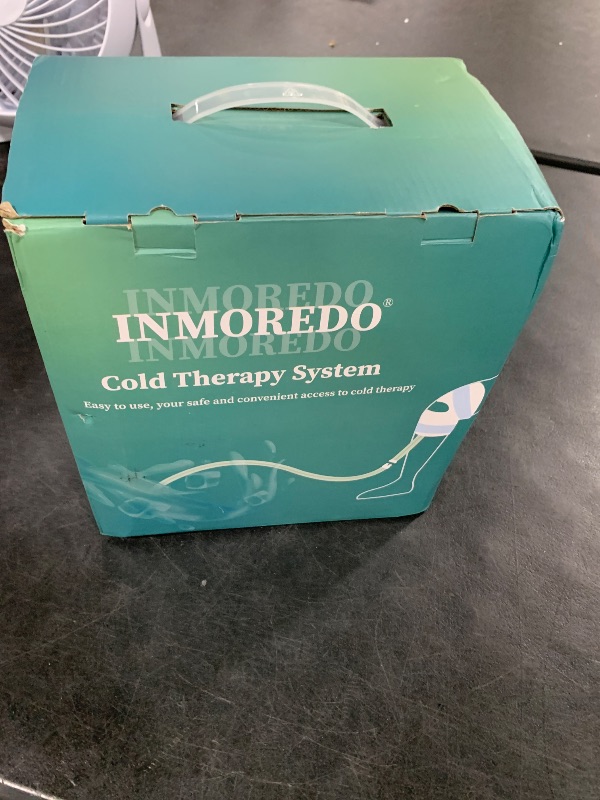 INMOREDO
INMOREDO®
INMOREDO
Cold Therapy System
Easy to use, your safe and convenient access to cold therapy